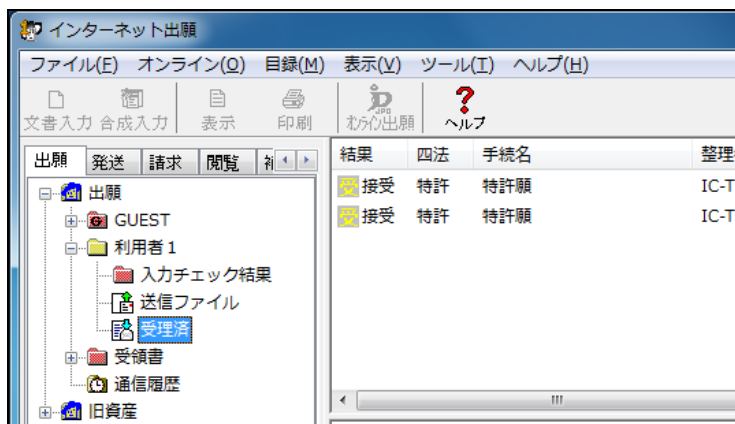 インターネット出願
ファイル(F) オンライン(O) 目録(M) 表示(V) ツール(T) ヘルプ(H)
文書入力 合成入力 表示 印刷 オンライン出願 ヘルプ
出願 発送 請求 閲覧
出願
GUEST
利用者1
入力チェック結果
送信ファイル
受理済
受領書
通信履歴
旧資産
結果 四法 手続名 整理
受 接受 特許 特許願 IC-T
受 接受 特許 特許願 IC-T